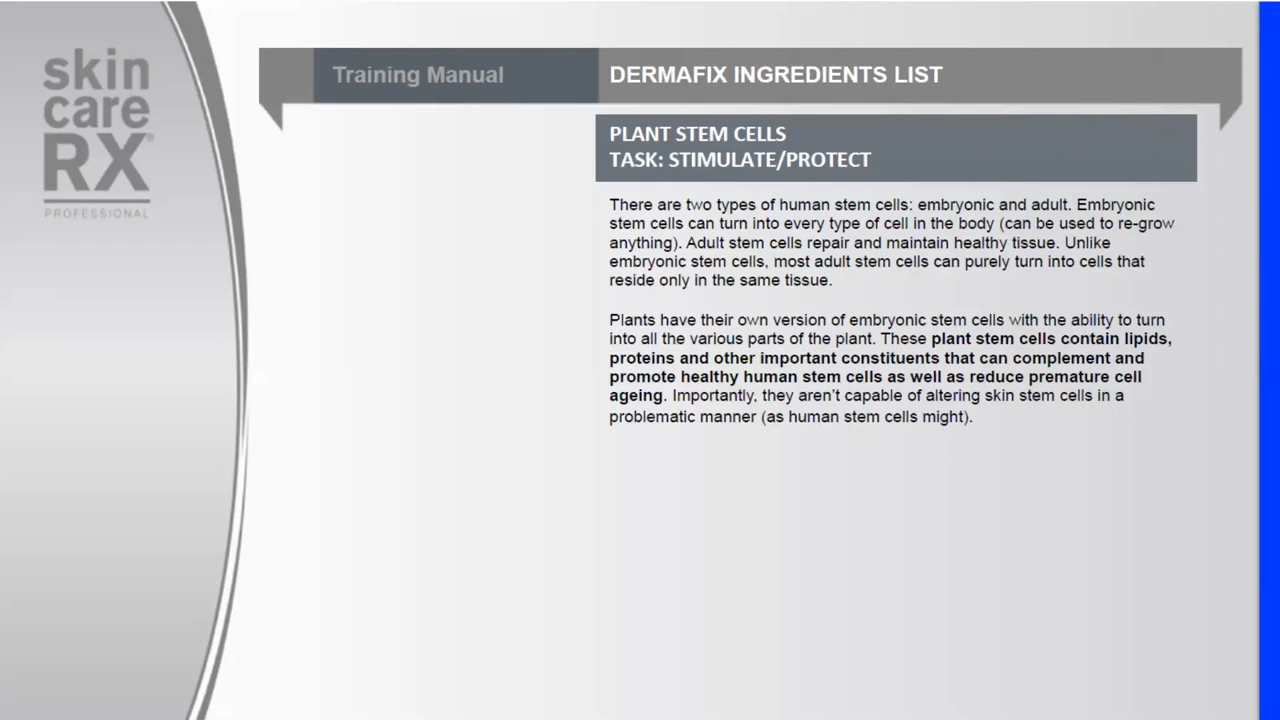 skin
care
RX®
PROFESSIONAL
Training Manual
DERMAFIX INGREDIENTS LIST
PLANT STEM CELLS
TASK: STIMULATE/PROTECT
There are two types of human stem cells: embryonic and adult. Embryonic
stem cells can turn into every type of cell in the body (can be used to re-grow
anything). Adult stem cells repair and maintain healthy tissue. Unlike
embryonic stem cells, most adult stem cells can purely turn into cells that
reside only in the same tissue.
Plants have their own version of embryonic stem cells with the ability to turn
into all the various parts of the plant. These plant stem cells contain lipids,
proteins and other important constituents that can complement and
promote healthy human stem cells as well as reduce premature cell
ageing. Importantly, they aren’t capable of altering skin stem cells in a
problematic manner (as human stem cells might).